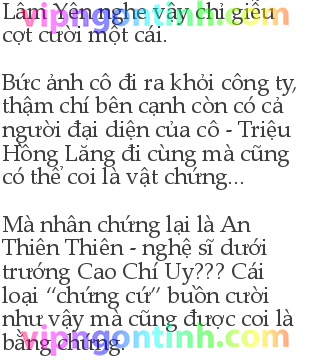 Lâm Yên nghe vậy chỉ giễu
cợt cười một cái.
Bức ảnh cô đi ra khỏi công ty,
thậm chí bên cạnh còn có cả
người đại diện của cô - Triệu
Hồng Lăng đi cùng mà cũng
có thể coi là vật chứng...
Mà nhân chứng lại là An
Thiên Thiên - nghệ sĩ dưới
trướng Cao Chí Uy??? Cái
loại “chứng cứ” buồn cười
như vậy mà cũng được coi là
bằng chứng.
vipngontinh.com
vipngontinh.com
vipngontinh.com